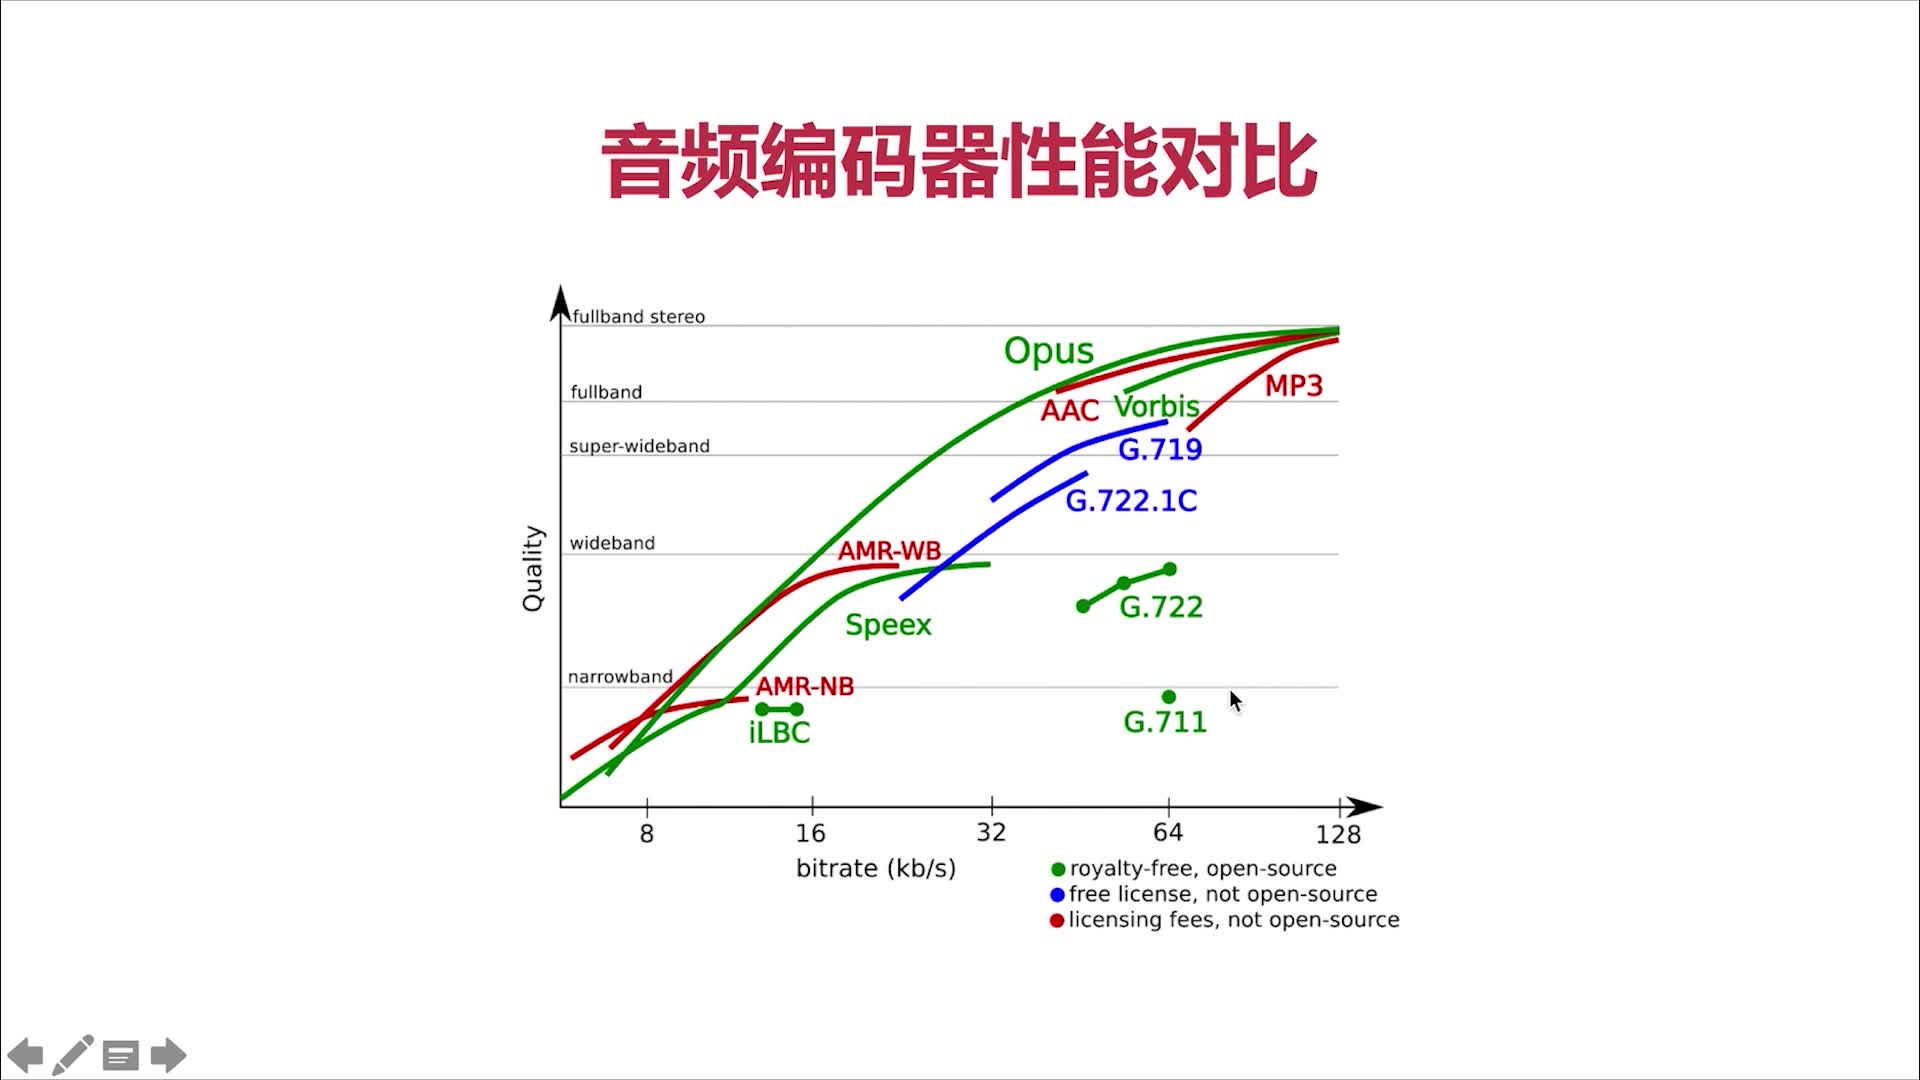 音频编码器性能对比
fullband stereo
Opus
fullband
MP3
AAC
Vorbis
super-wideband
G.719
G.722.1C
Quality
wideband
AMR-WB
G.722
Speex
narrowband
AMR-NB
iLBC
G.711
8
16
32
64
128
bitrate (kb/s)
royalty-free, open-source
free license, not open-source
licensing fees, not open-source